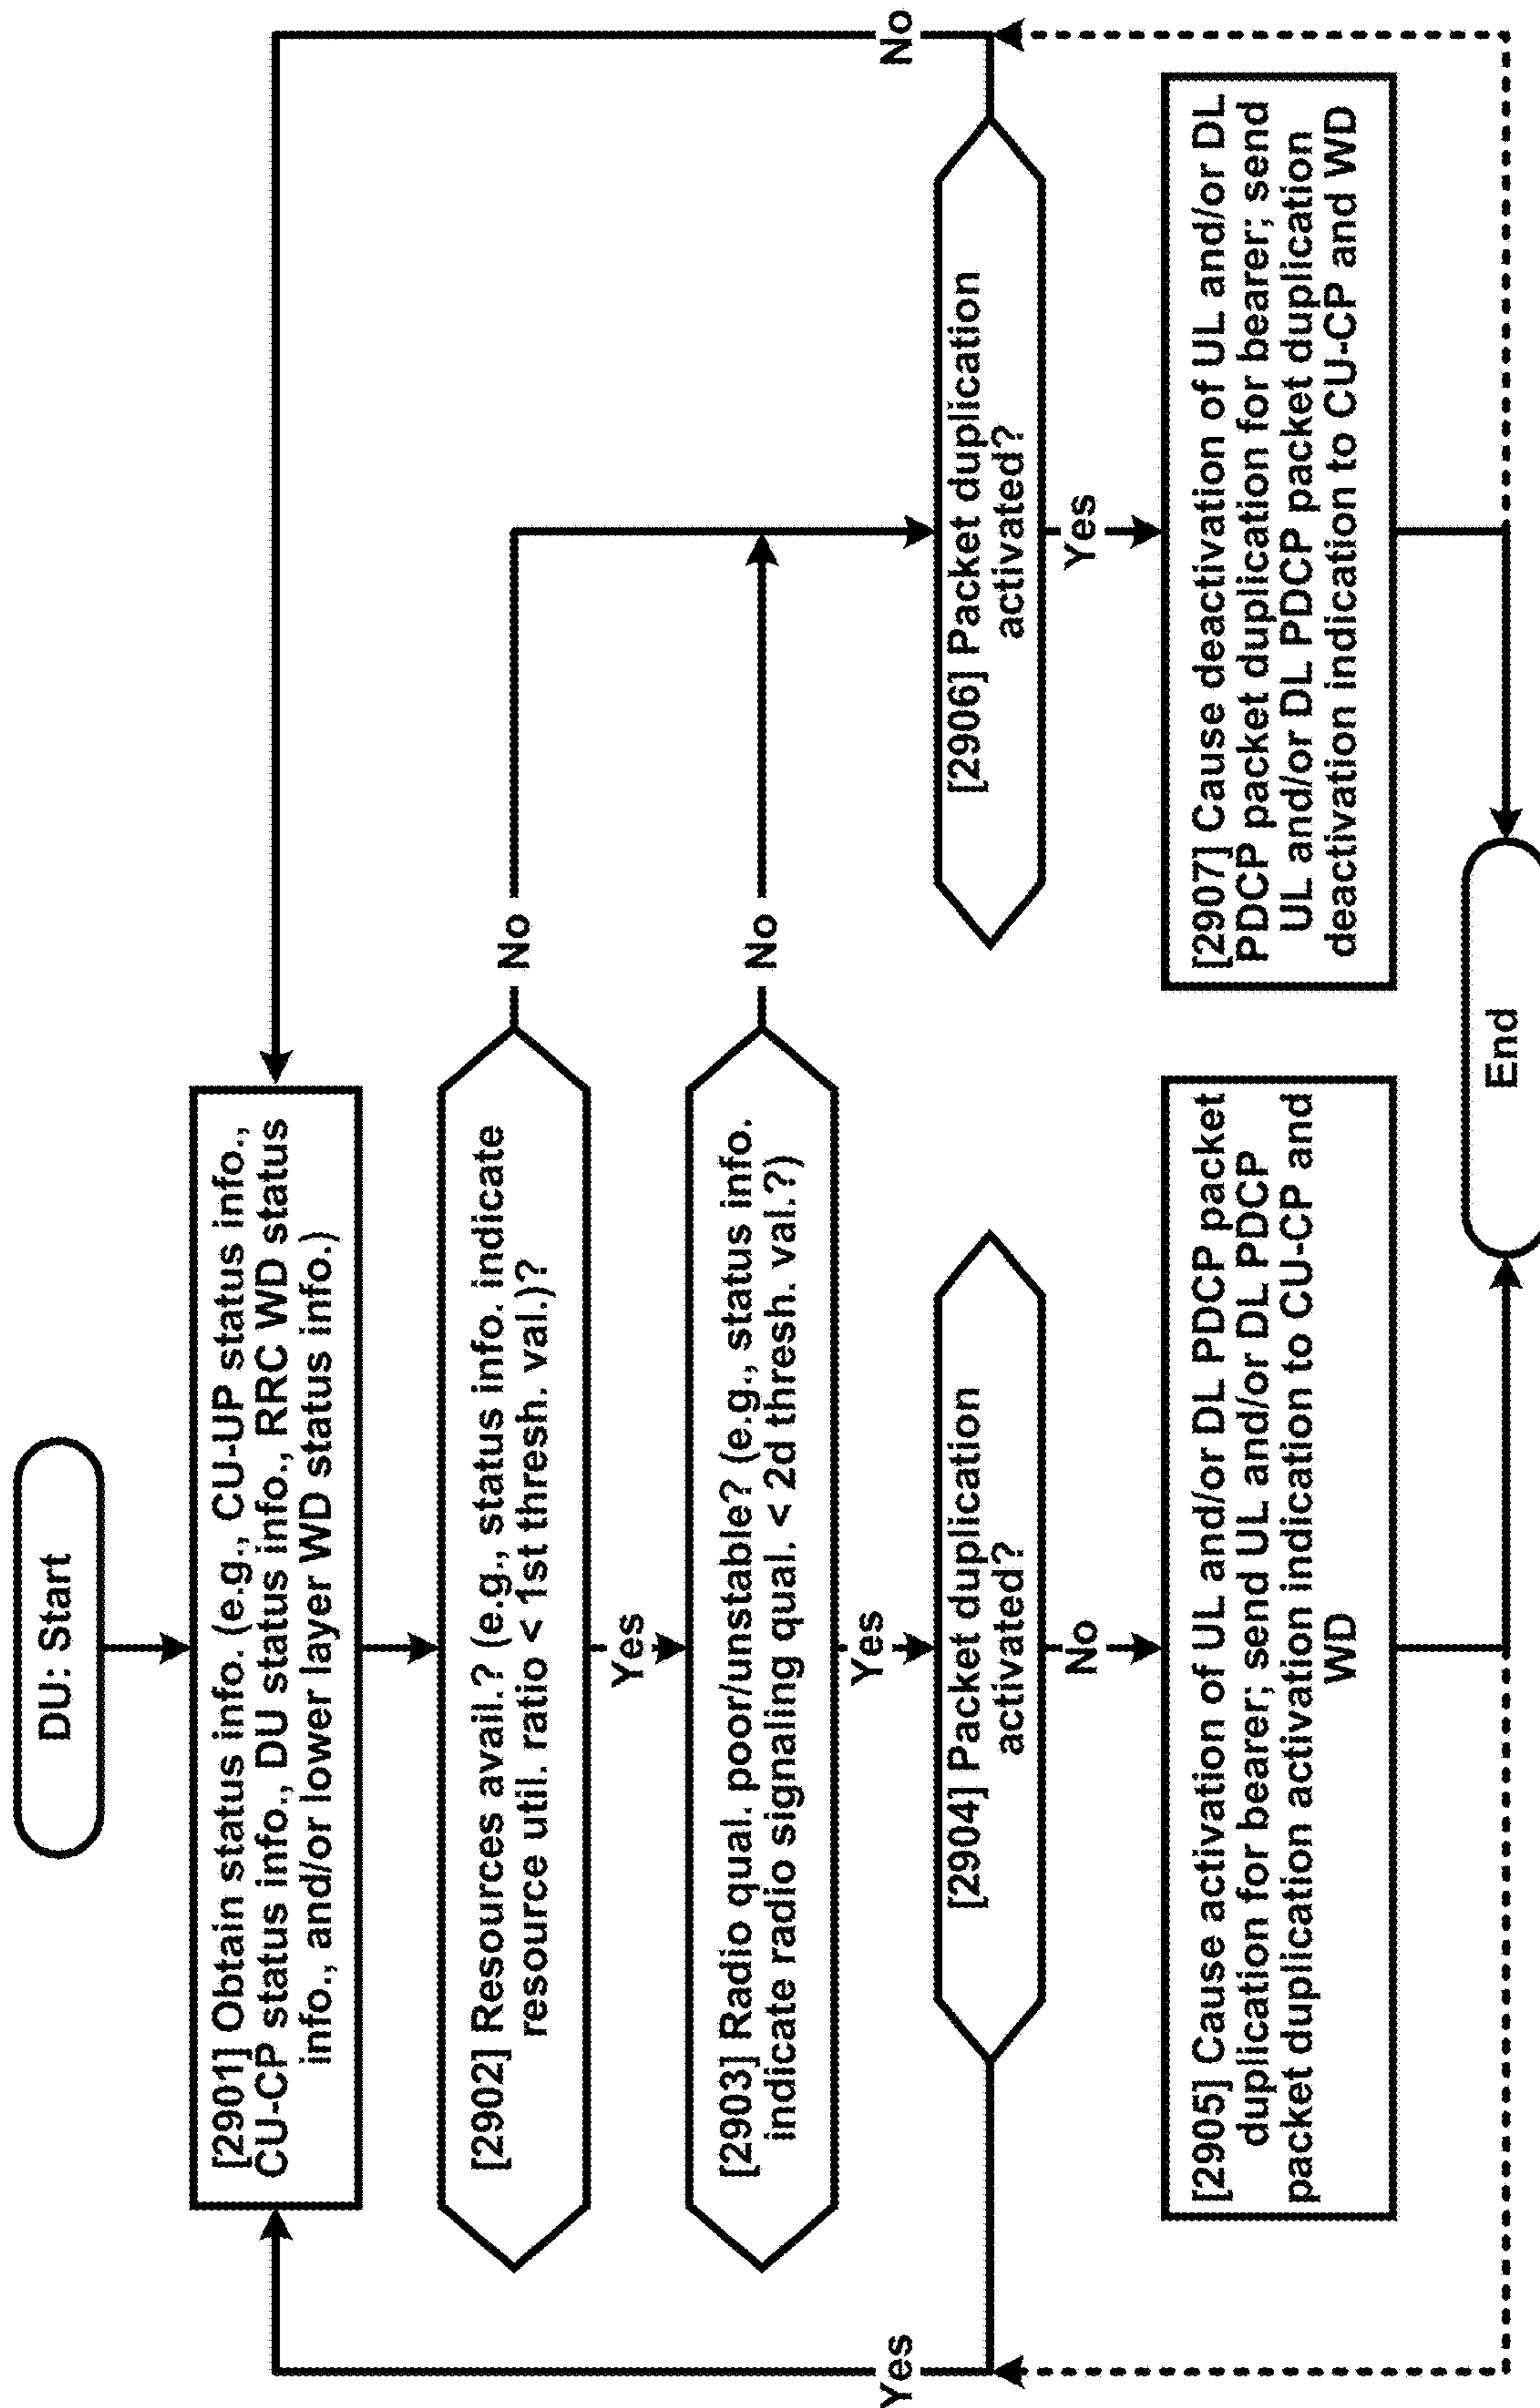 DU: Start
[2901] Obtain status info. (e.g., CU-UP status info.,
CU-CP status info., DU status info., RRC WD status
info., and/or lower layer WD status info.)
[2902] Resources avail.? (e.g., status info. indicate
resource util. ratio < 1st thresh. val.)?
No
Yes
[2903] Radio qual. poor/unstable? (e.g., status info.
indicate radio signaling qual. < 2d thresh. val.?)
No
Yes
Yes
[2904] Packet duplication
activated?
No
[2906] Packet duplication
activated?
No
Yes
[2905] Cause activation of UL and/or DL PDCP packet
duplication for bearer; send UL and/or DL PDCP
packet duplication activation indication to CU-CP and
WD
[2907] Cause deactivation of UL and/or DL
PDCP packet duplication for bearer; send
UL and/or DL PDCP packet duplication
deactivation indication to CU-CP and WD
End